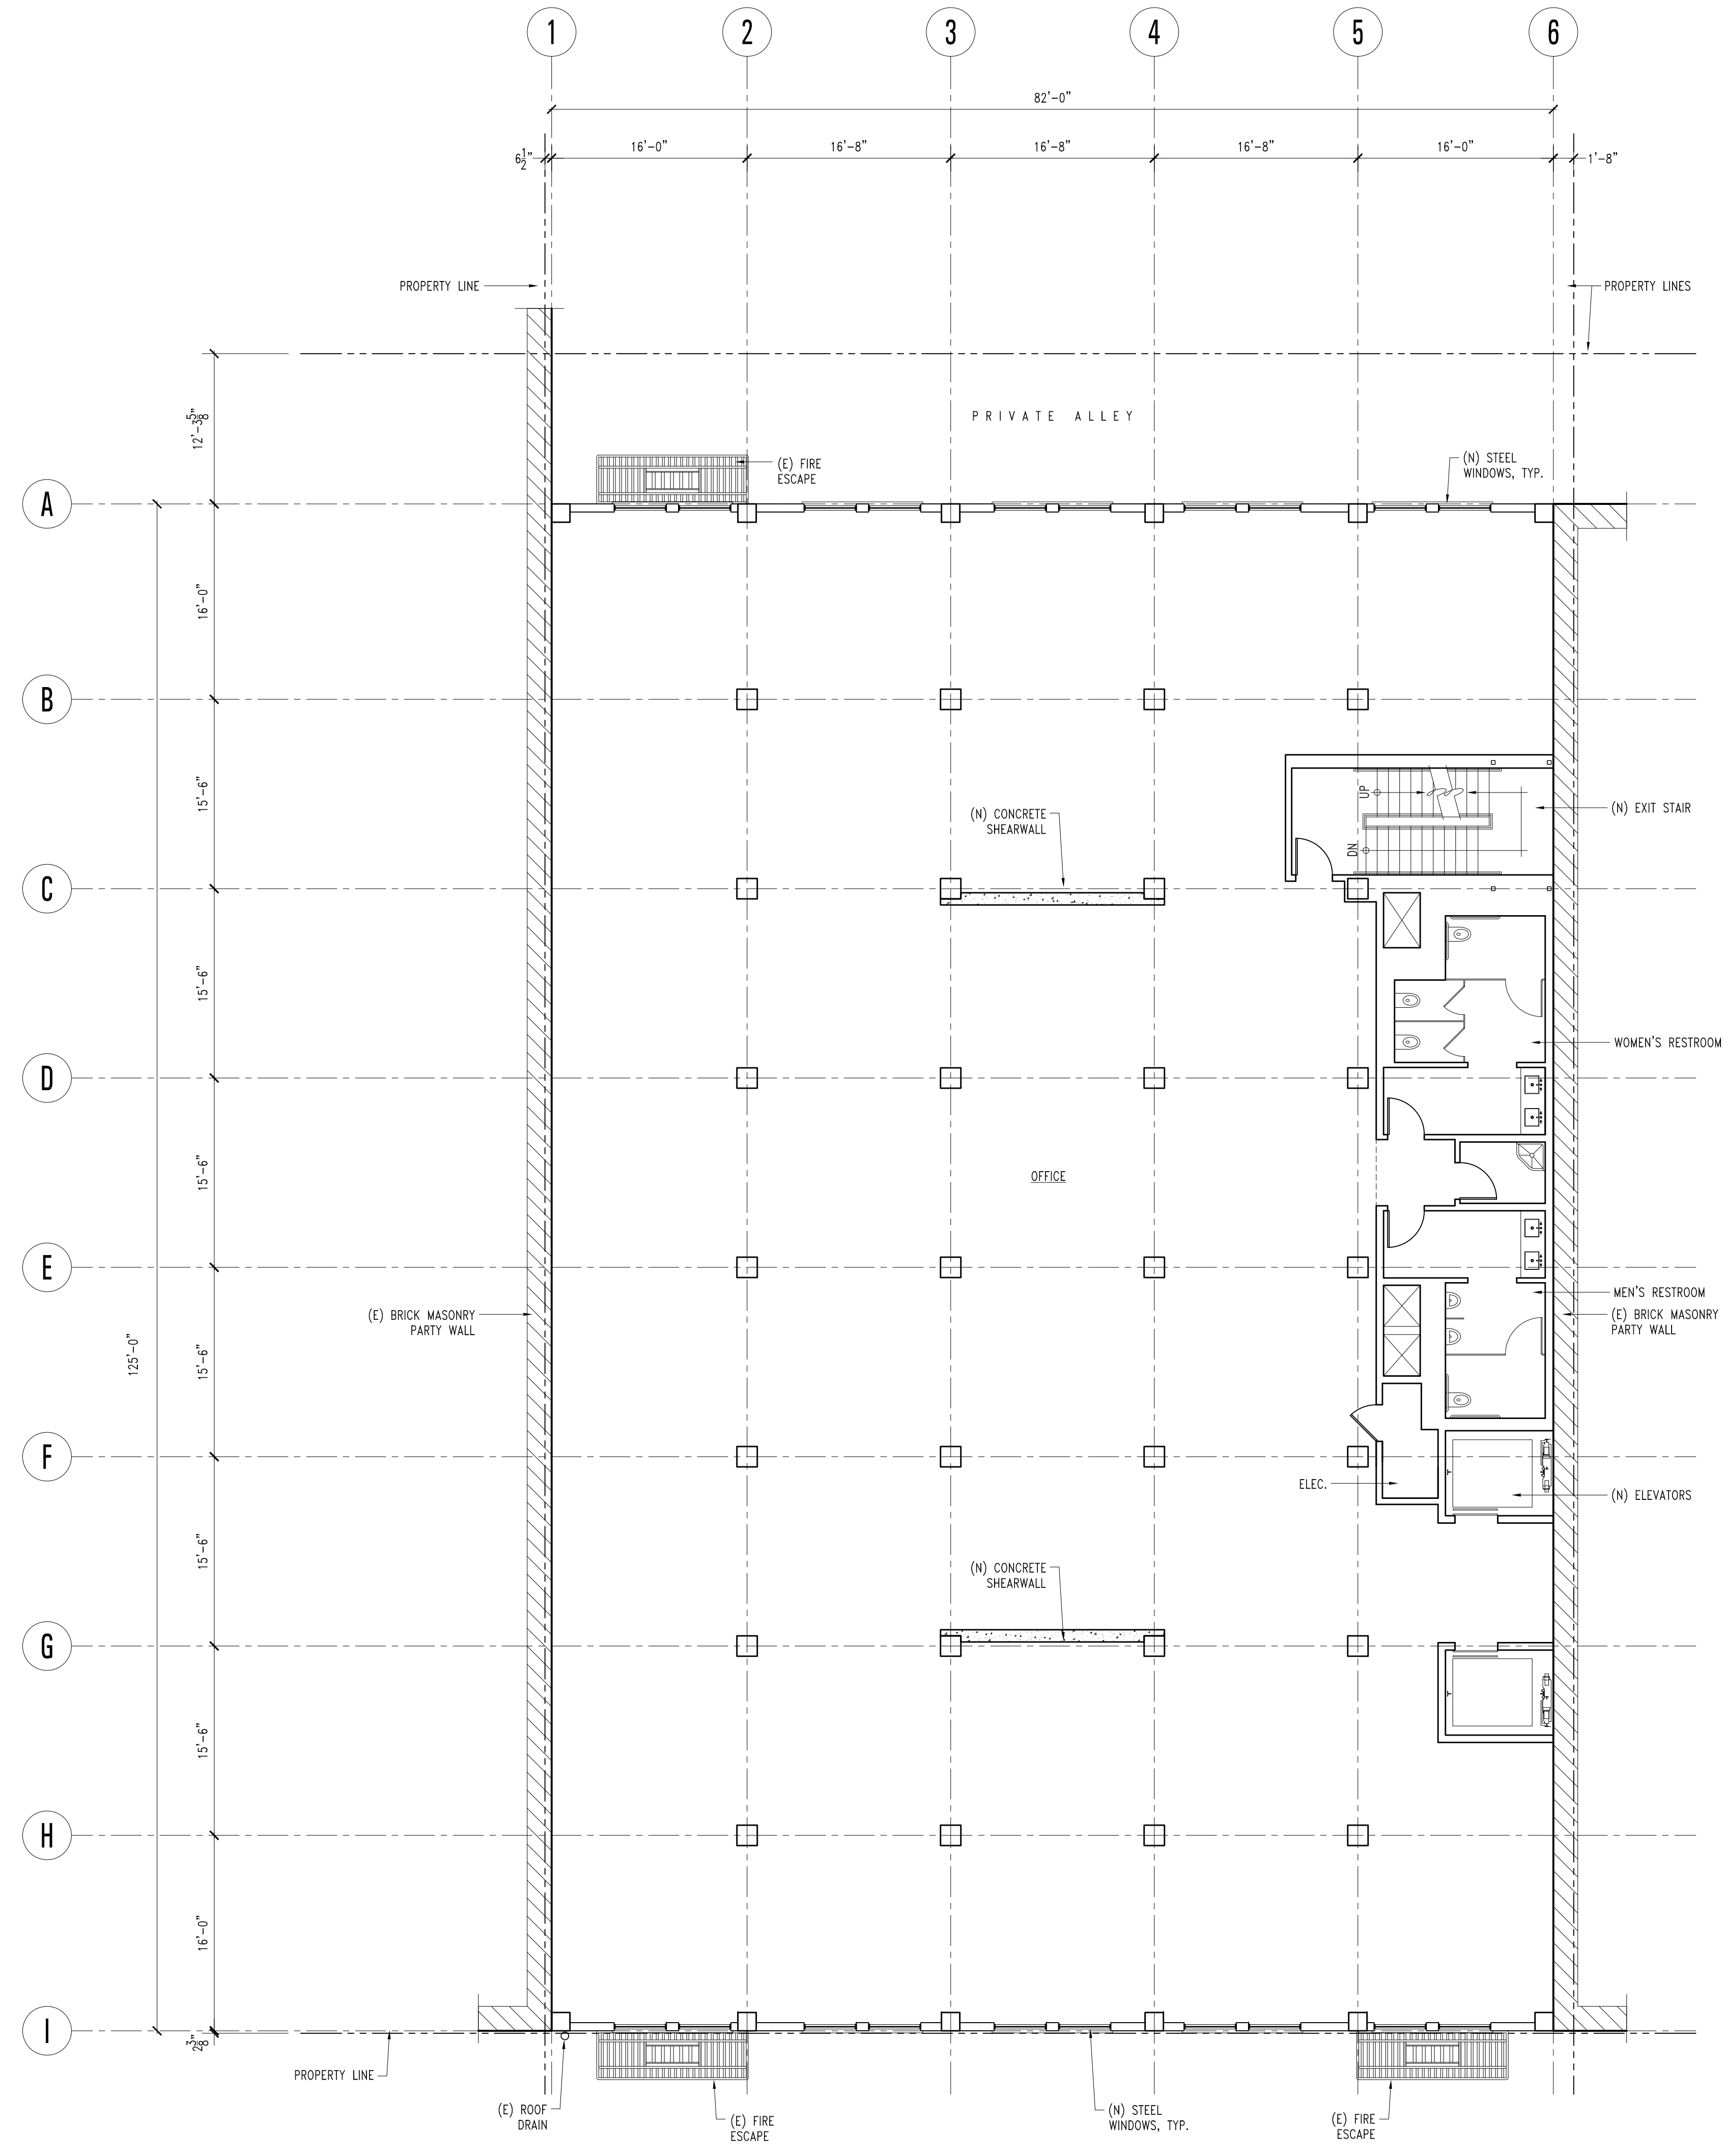 1 2 3 4 5 6
82'-0"
6 1/2" 16'-0" 16'-8" 16'-8" 16'-8" 16'-0" 1'-8"
PROPERTY LINE
PROPERTY LINES
12'-3 5/8"
PRIVATE ALLEY
(E) FIRE
ESCAPE
(N) STEEL
WINDOWS, TYP.
A
16'-0"
B
15'-6"
UP
(N) EXIT STAIR
(N) CONCRETE
SHEARWALL
DN
C
15'-6"
WOMEN'S RESTROOM
D
15'-6"
OFFICE
E
MEN'S RESTROOM
(E) BRICK MASONRY
PARTY WALL
(E) BRICK MASONRY
PARTY WALL
125'-0"
15'-6"
F
ELEC.
(N) ELEVATORS
15'-6"
(N) CONCRETE
SHEARWALL
G
15'-6"
H
16'-0"
I
2 3/8"
PROPERTY LINE
(E) ROOF
DRAIN
(E) FIRE
ESCAPE
(N) STEEL
WINDOWS, TYP.
(E) FIRE
ESCAPE